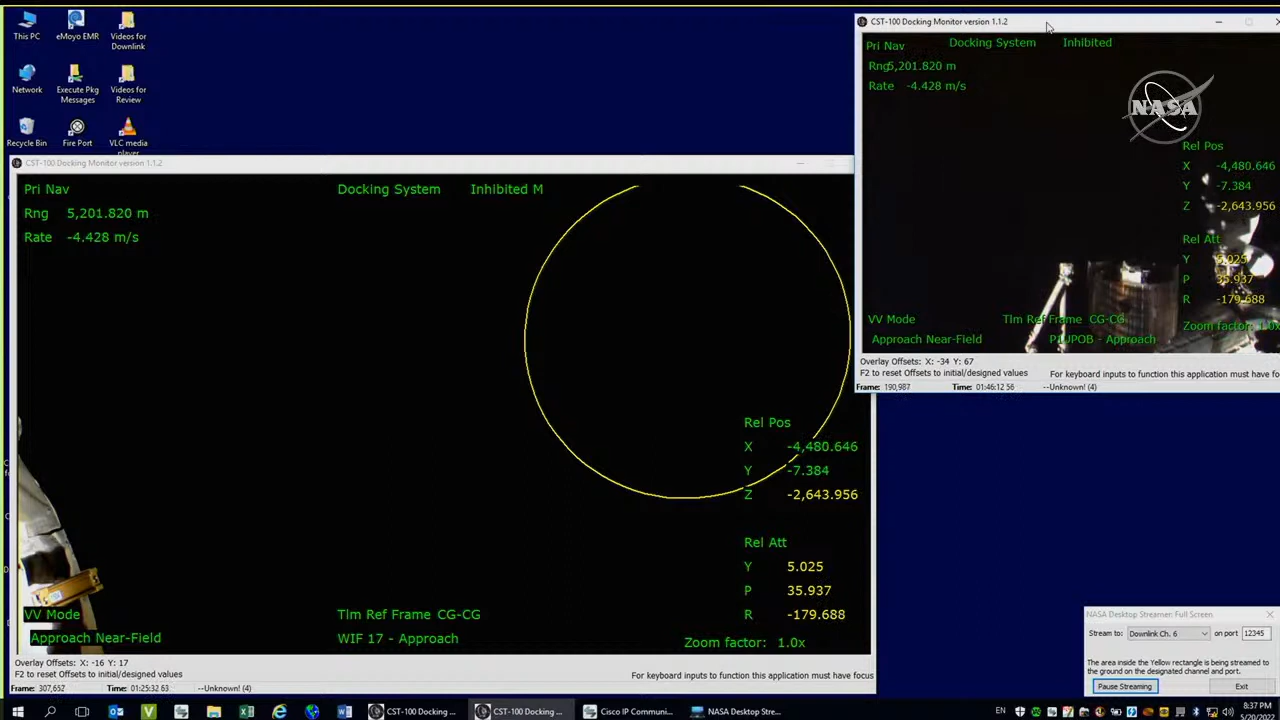 This PC
eMoyo EMR
Videos for
Downlink
Network
Execute Pkg
Messages
Videos for
Review
Recycle Bin
Fire Port
VLC media
player
CST-100 Docking Monitor version 1.1.2
Pri Nav
Docking System
Inhibited
Rng 5,201.820 m
Rate -4.428 m/s
NASA
Rel Pos
X -4,480.646
Y -7.384
Z -2,643.956
Rel Att
Y 5.025
P 35.937
R -179.688
VV Mode
Tlm Ref Frame CG-CG
Zoom factor: 1.0x
Approach Near-Field
P1UPOB - Approach
Overlay Offsets: X: -34 Y: 67
F2 to reset Offsets to initial/designed values
For keyboard inputs to function this application must have fo
Frame: 190,987
Time: 01:46:12 56
--Unknown! (4)
CST-100 Docking Monitor version 1.1.2
Pri Nav
Docking System
Inhibited M
Rng 5,201.820 m
Rate -4.428 m/s
Rel Pos
X -4,480.646
Y -7.384
Z -2,643.956
Rel Att
Y 5.025
P 35.937
R -179.688
VV Mode
Tlm Ref Frame CG-CG
Approach Near-Field
WIF 17 - Approach
Zoom factor: 1.0x
Overlay Offsets: X: -16 Y: 17
F2 to reset Offsets to initial/designed values
For keyboard inputs to function this application must have focus
Frame: 307,652
Time: 01:25:32 63
--Unknown! (4)
NASA Desktop Streamer: Full Screen
Stream to: Downlink Ch. 6 on port 12345
The area inside the Yellow rectangle is being streamed to
the ground on the designated channel and port.
Pause Streaming
Exit
CST-100 Docking ...
CST-100 Docking ...
Cisco IP Communi...
NASA Desktop Stre...
EN
8:37 PM
5/20/2022